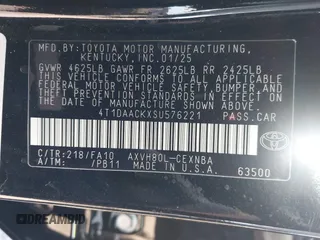 MFD.BY:TOYOTA MOTOR MANUFACTURING,
KENTUCKY, INC.01/25
GVWR 4625LB GAWR FR 2625LB RR 2425LB
THIS VEHICLE CONFORMS TO ALL APPLICABLE
FEDERAL MOTOR VEHICLE SAFETY, BUMPER, AND
THEFT PREVENTION STANDARDS IN EFFECT ON
THE DATE OF MANUFACTURE SHOWN ABOVE.
4T1DAACKXSU576221 PASS.CAR
C/TR:218/FA10 AXVH80L-CEXNBA
A/TM: /PB11 MADE IN U.S.A. 63500
AUTOBIDMASTER